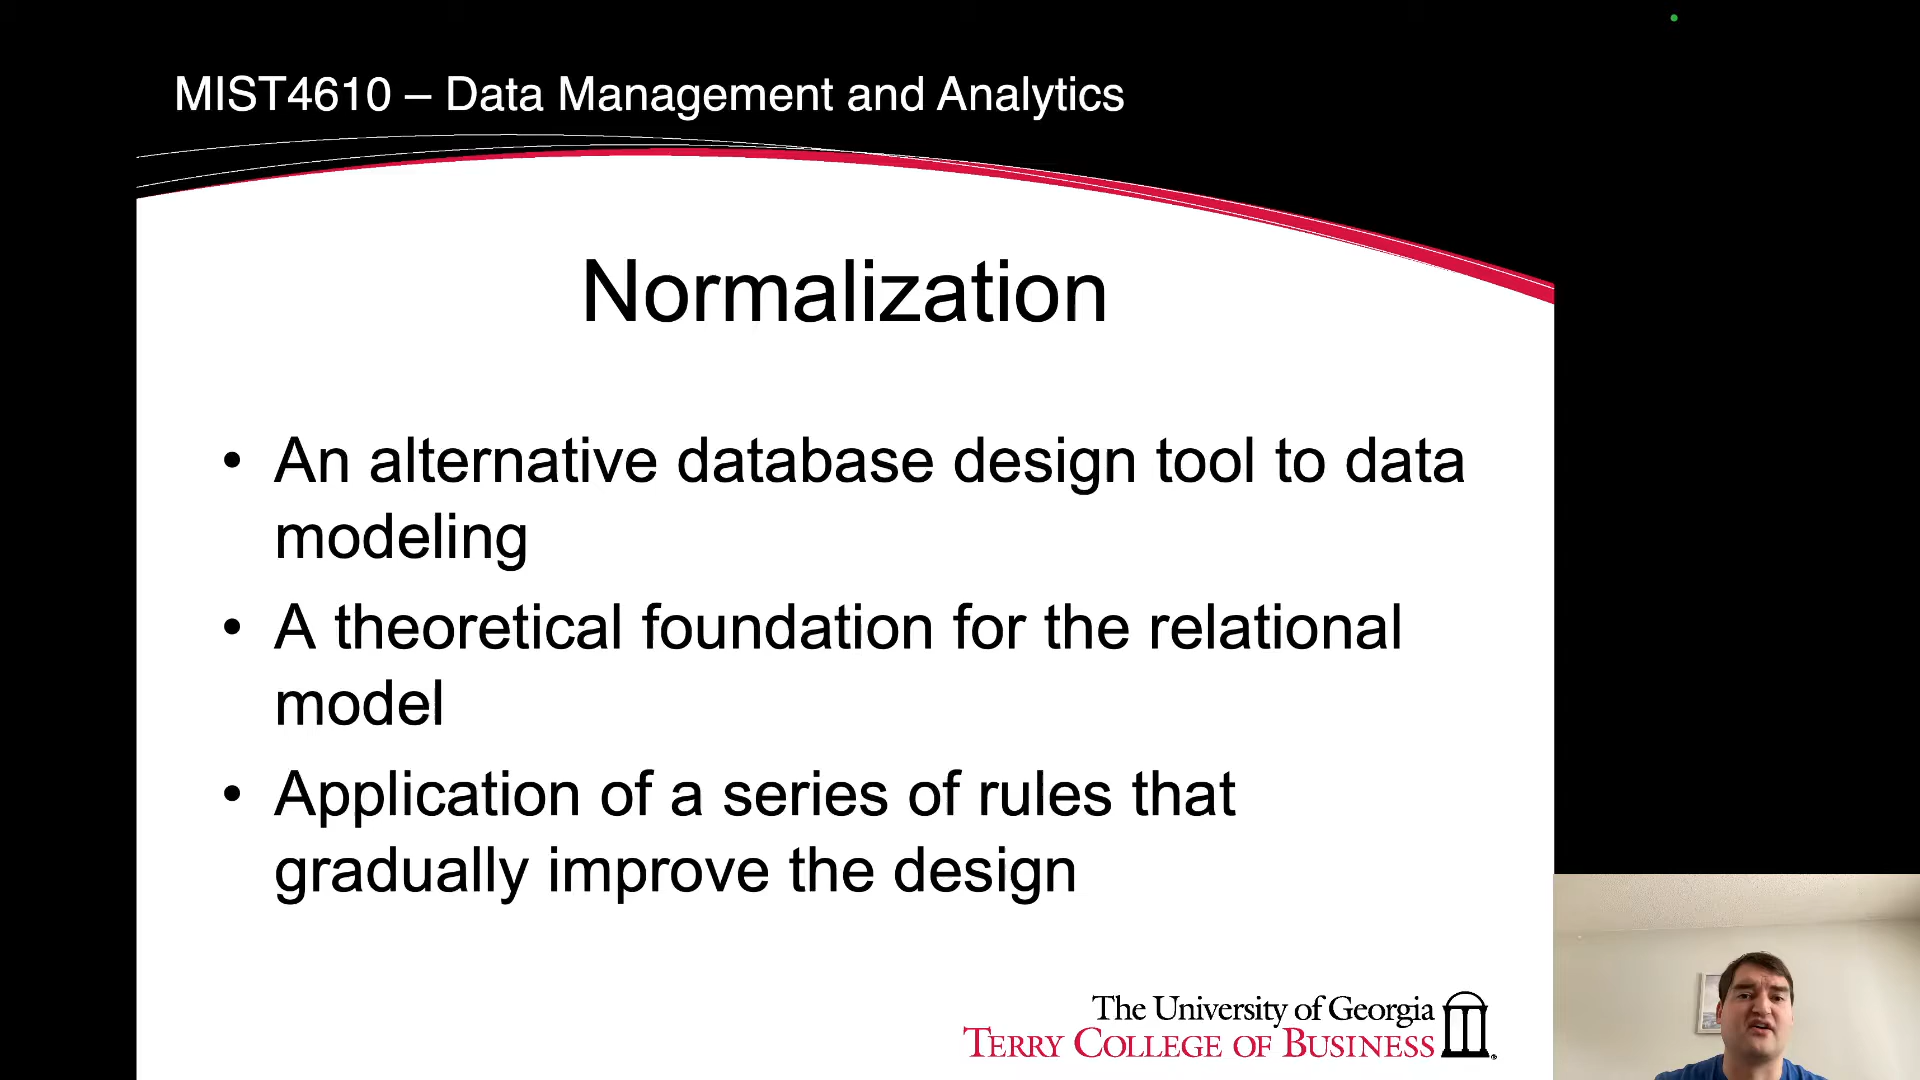 MIST4610 – Data Management and Analytics
Normalization
• An alternative database design tool to data
modeling
• A theoretical foundation for the relational
model
• Application of a series of rules that
gradually improve the design
The University of Georgia
TERRY COLLEGE OF BUSINESS